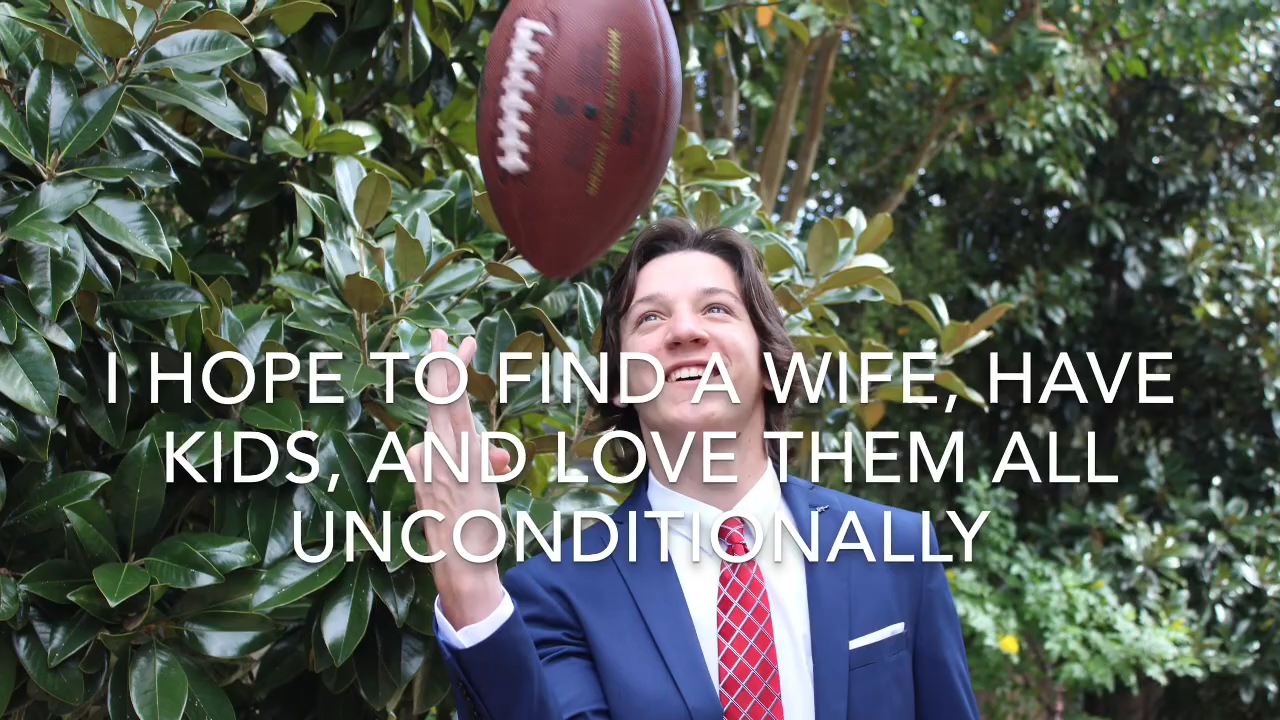 I HOPE TO FIND A WIFE, HAVE
KIDS, AND LOVE THEM ALL
UNCONDITIONALLY